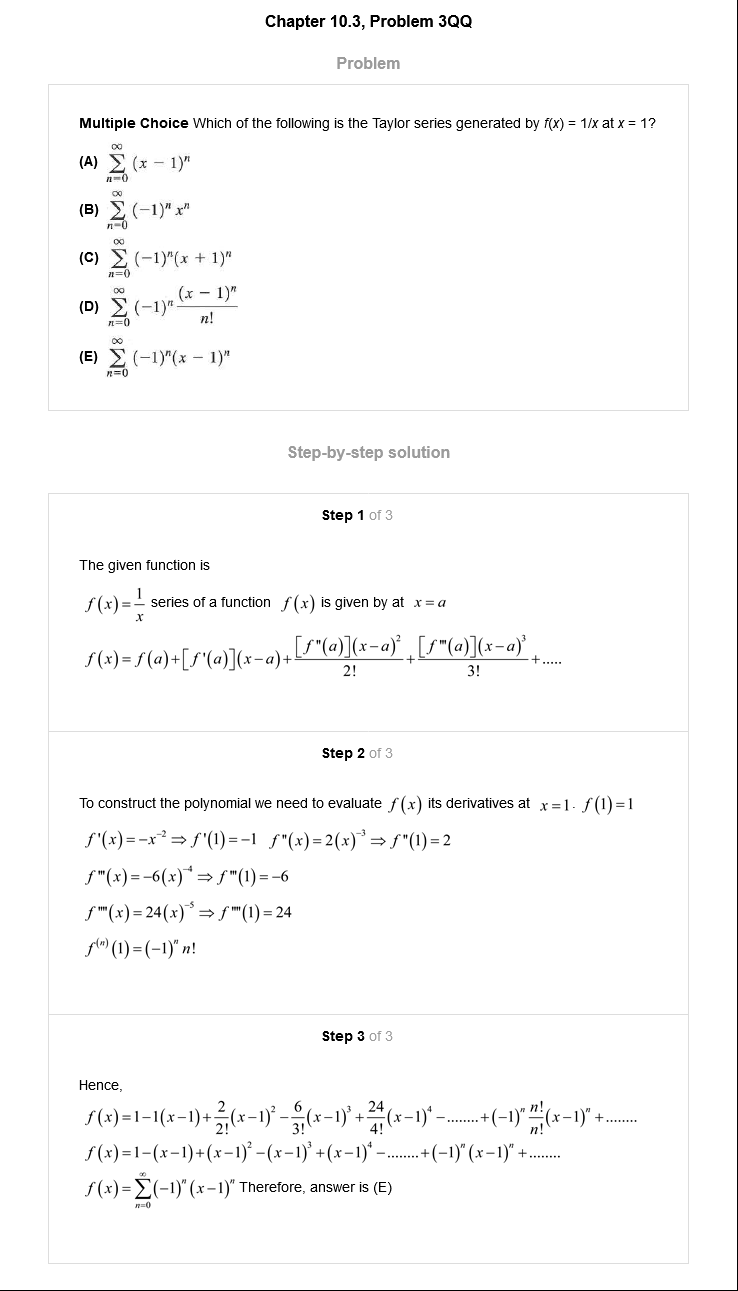 Chapter 10.3, Problem 3QQ
Problem
Multiple Choice Which of the following is the Taylor series generated by f(x) = 1/x at x = 1?
(A) $\sum_{n=0}^{\infty} (x - 1)^n$
(B) $\sum_{n=0}^{\infty} (-1)^n x^n$
(C) $\sum_{n=0}^{\infty} (-1)^n (x + 1)^n$
(D) $\sum_{n=0}^{\infty} (-1)^n \frac{(x - 1)^n}{n!}$
(E) $\sum_{n=0}^{\infty} (-1)^n (x - 1)^n$
Step-by-step solution
Step 1 of 3
The given function is
$f(x) = \frac{1}{x}$ series of a function $f(x)$ is given by at $x = a$
$f(x) = f(a) + [f'(a)](x-a) + \frac{[f''(a)](x-a)^2}{2!} + \frac{[f'''(a)](x-a)^3}{3!} + .....$
Step 2 of 3
To construct the polynomial we need to evaluate $f(x)$ its derivatives at $x = 1$. $f(1) = 1$
$f'(x) = -x^{-2} \Rightarrow f'(1) = -1$ $f''(x) = 2(x)^{-3} \Rightarrow f''(1) = 2$
$f'''(x) = -6(x)^{-4} \Rightarrow f'''(1) = -6$
$f''''(x) = 24(x)^{-5} \Rightarrow f''''(1) = 24$
$f^{(n)}(1) = (-1)^n n!$
Step 3 of 3
Hence,
$f(x) = 1 - 1(x-1) + \frac{2}{2!}(x-1)^2 - \frac{6}{3!}(x-1)^3 + \frac{24}{4!}(x-1)^4 - ........ + (-1)^n \frac{n!}{n!}(x-1)^n + ........$
$f(x) = 1 - (x-1) + (x-1)^2 - (x-1)^3 + (x-1)^4 - ........ + (-1)^n (x-1)^n + ........$
$f(x) = \sum_{n=0}^{\infty} (-1)^n (x-1)^n$ Therefore, answer is (E)